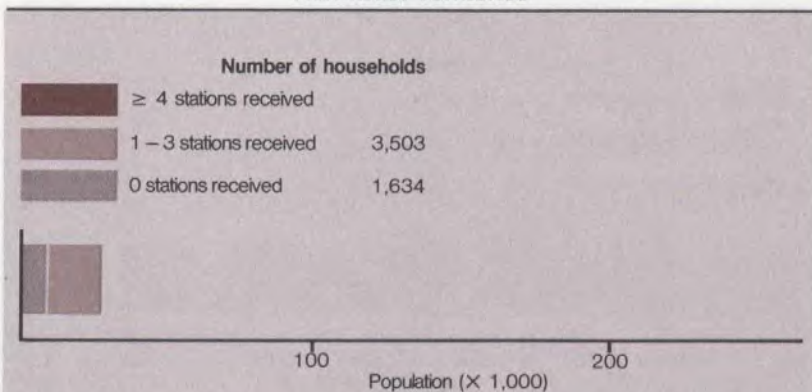 Number of households
≥ 4 stations received
1 – 3 stations received 3,503
0 stations received 1,634
100 200
Population (× 1,000)